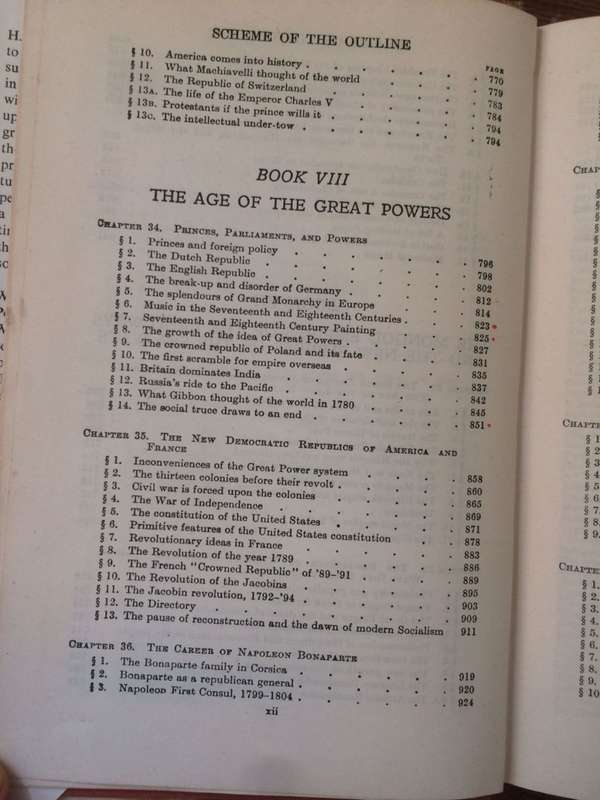 SCHEME OF THE OUTLINE
PAGE
§ 10. America comes into history . . . . . . 770
§ 11. What Machiavelli thought of the world . . . . 779
§ 12. The Republic of Switzerland . . . . . 783
§ 13A. The life of the Emperor Charles V . . . . 784
§ 13B. Protestants if the prince wills it . . . . . 794
§ 13C. The intellectual under-tow . . . . . . 794
BOOK VIII
THE AGE OF THE GREAT POWERS
CHAPTER 34. PRINCES, PARLIAMENTS, AND POWERS
§ 1. Princes and foreign policy . . . . . . 796
§ 2. The Dutch Republic . . . . . . 798
§ 3. The English Republic . . . . . . 802
§ 4. The break-up and disorder of Germany . . . . 812
§ 5. The splendours of Grand Monarchy in Europe . . . 814
§ 6. Music in the Seventeenth and Eighteenth Centuries . . . 823
§ 7. Seventeenth and Eighteenth Century Painting . . . 825
§ 8. The growth of the idea of Great Powers . . . . 827
§ 9. The crowned republic of Poland and its fate . . . 831
§ 10. The first scramble for empire overseas . . . . 835
§ 11. Britain dominates India . . . . . . 837
§ 12. Russia's ride to the Pacific . . . . . 842
§ 13. What Gibbon thought of the world in 1780 . . . . 845
§ 14. The social truce draws to an end . . . . . 851
CHAPTER 35. THE NEW DEMOCRATIC REPUBLICS OF AMERICA AND
FRANCE
§ 1. Inconveniences of the Great Power system . . . . 858
§ 2. The thirteen colonies before their revolt . . . . . 860
§ 3. Civil war is forced upon the colonies . . . . 865
§ 4. The War of Independence . . . . . 869
§ 5. The constitution of the United States . . . . 871
§ 6. Primitive features of the United States constitution . . 878
§ 7. Revolutionary ideas in France . . . . . 883
§ 8. The Revolution of the year 1789 . . . . . 886
§ 9. The French "Crowned Republic" of '89-'91 . . . . 889
§ 10. The Revolution of the Jacobins . . . . . 895
§ 11. The Jacobin revolution, 1792-'94 . . . . . 903
§ 12. The Directory . . . . . . . 909
§ 13. The pause of reconstruction and the dawn of modern Socialism 911
CHAPTER 36. THE CAREER OF NAPOLEON BONAPARTE
§ 1. The Bonaparte family in Corsica . . . . . 919
§ 2. Bonaparte as a republican general . . . . . 920
§ 3. Napoleon First Consul, 1799-1804 . . . . . 924
xii